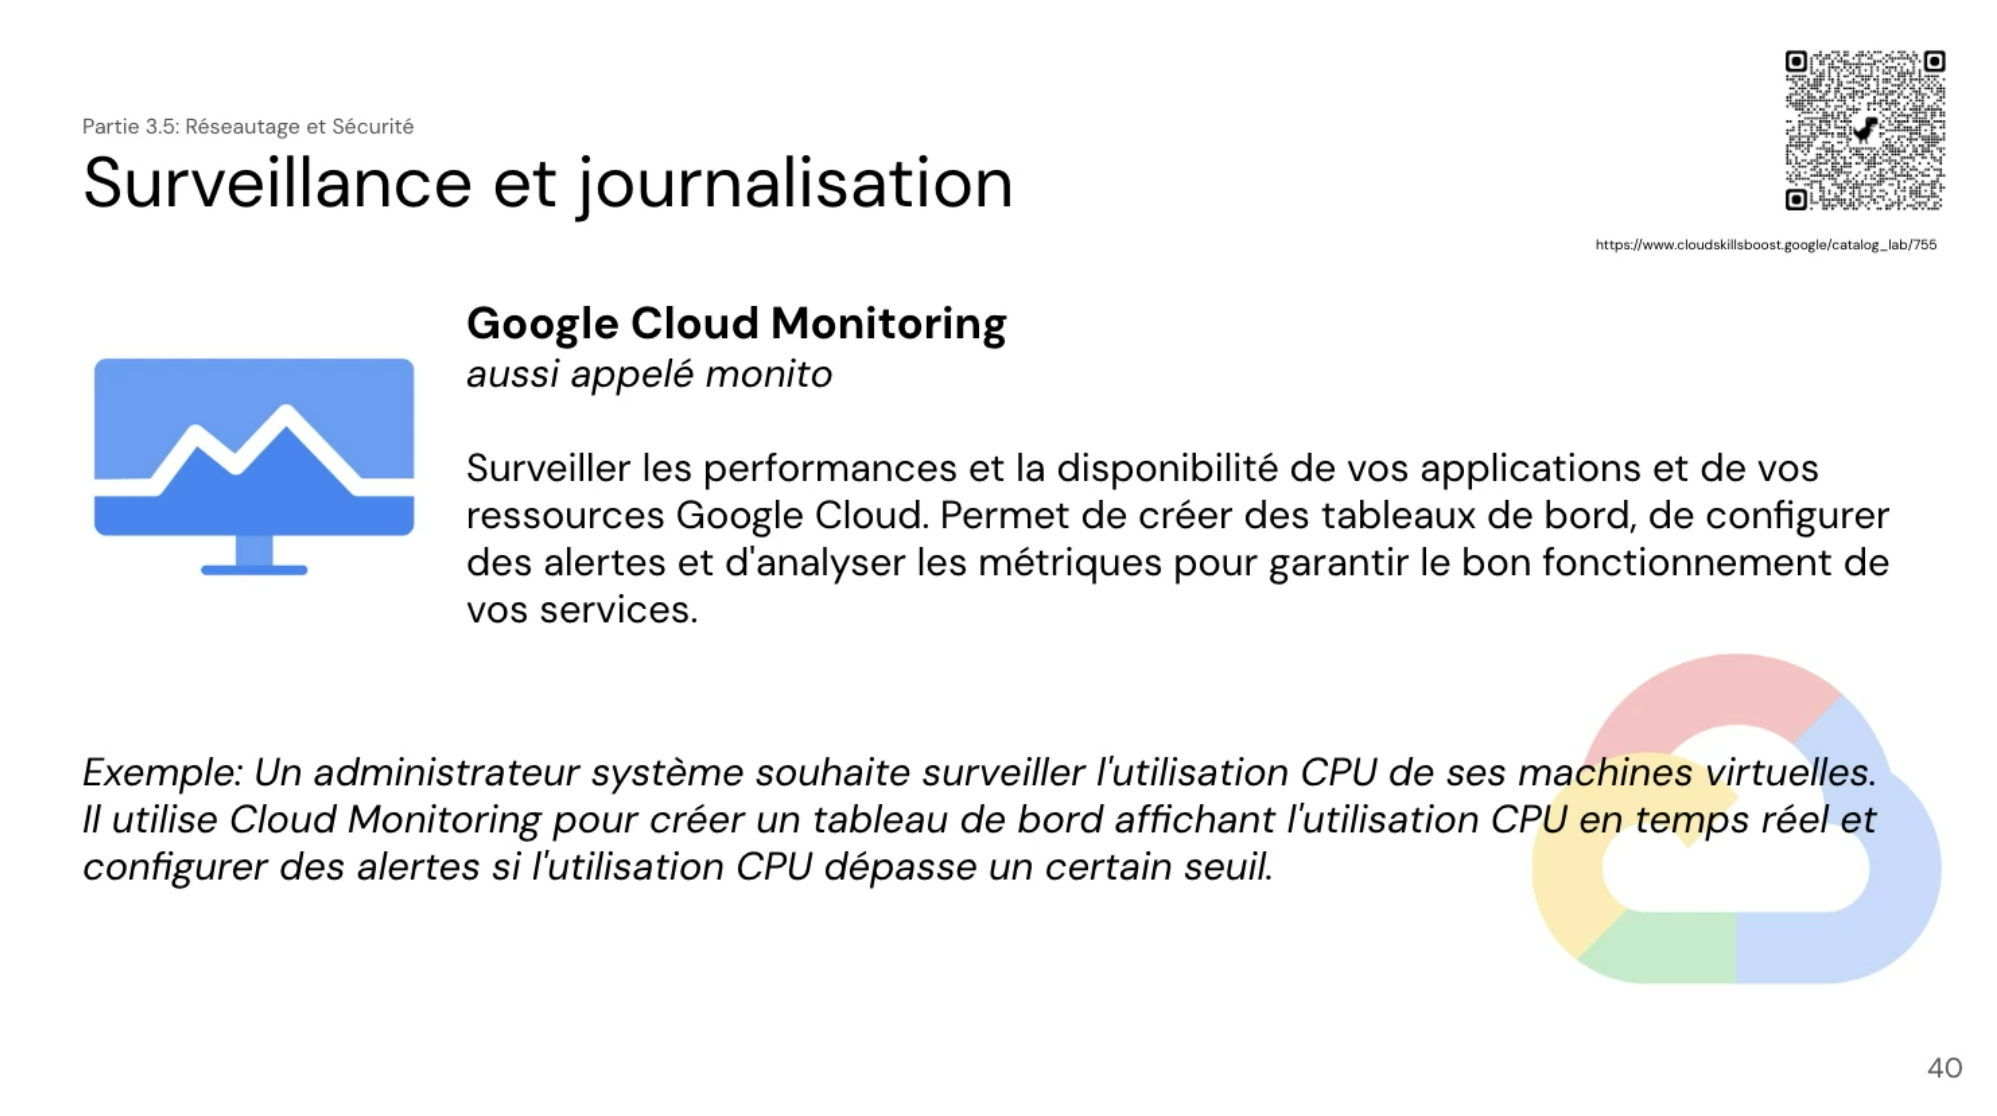 Partie 3.5: Réseautage et Sécurité
Surveillance et journalisation
https://www.cloudskillsboost.google/catalog_lab/755
Google Cloud Monitoring
aussi appelé monito
Surveiller les performances et la disponibilité de vos applications et de vos
ressources Google Cloud. Permet de créer des tableaux de bord, de configurer
des alertes et d'analyser les métriques pour garantir le bon fonctionnement de
vos services.
Exemple: Un administrateur système souhaite surveiller l'utilisation CPU de ses machines virtuelles.
Il utilise Cloud Monitoring pour créer un tableau de bord affichant l'utilisation CPU en temps réel et
configurer des alertes si l'utilisation CPU dépasse un certain seuil.
40